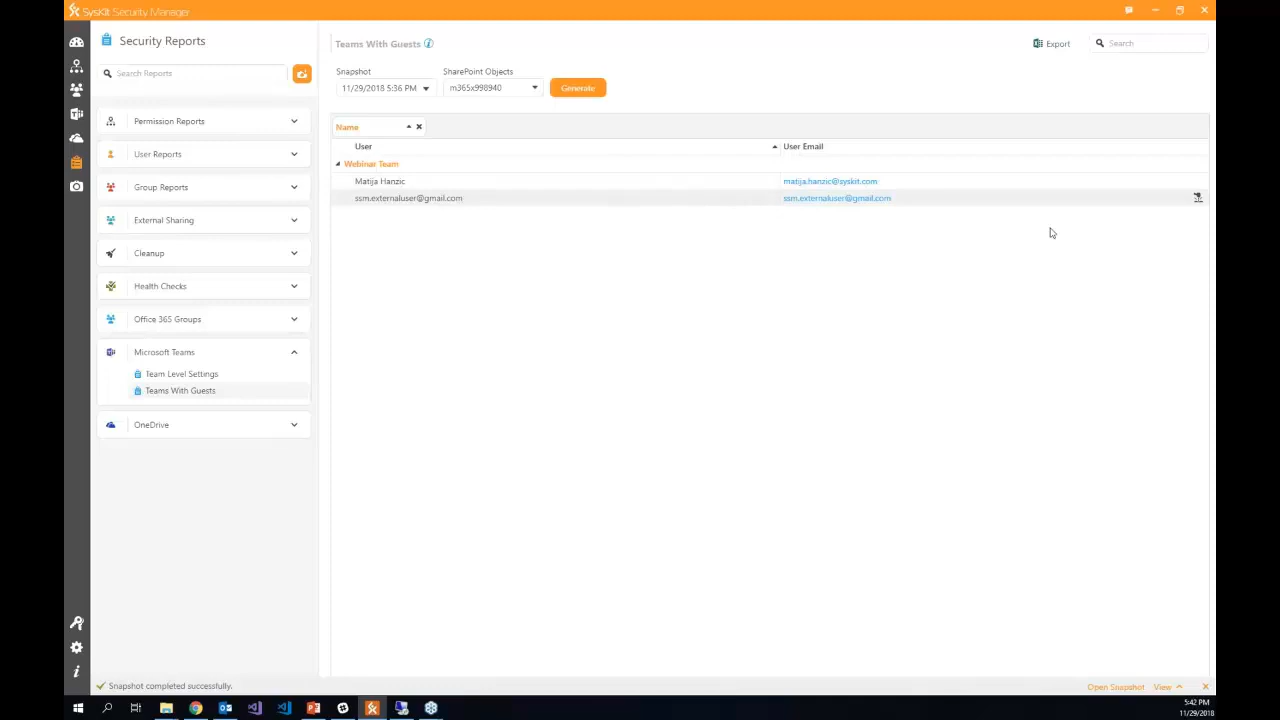 SysKit Security Manager
Security Reports
Search Reports
Permission Reports
User Reports
Group Reports
External Sharing
Cleanup
Health Checks
Office 365 Groups
Microsoft Teams
Team Level Settings
Teams With Guests
OneDrive
Teams With Guests
Export
Search
Snapshot
SharePoint Objects
11/29/2018 5:36 PM
m365x998940
Generate
Name
User
User Email
Webinar Team
Matija Hanzic
matija.hanzic@syskit.com
ssm.externaluser@gmail.com
ssm.externaluser@gmail.com
Snapshot completed successfully.
Open Snapshot
View
5:42 PM
11/29/2018